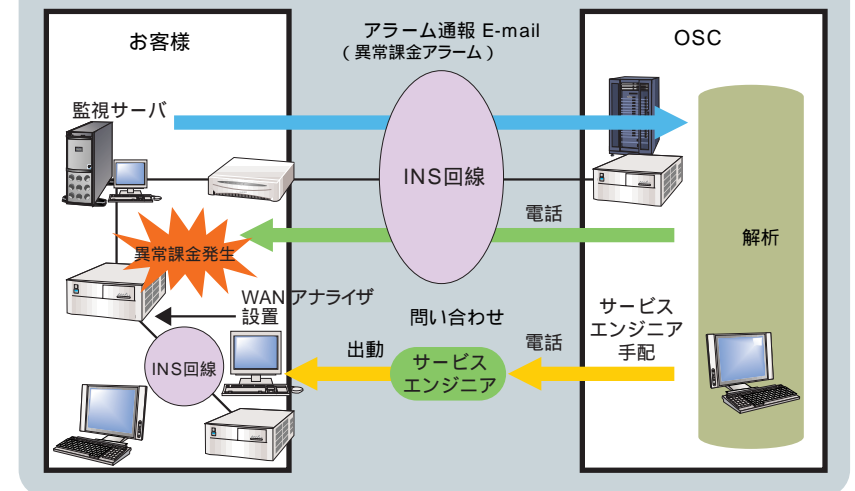 お客様
アラーム通報 E-mail
(異常課金アラーム)
OSC
監視サーバ
INS回線
電話
異常課金発生
解析
WANアナライザ
設置
問い合わせ
サービス
エンジニア
手配
INS回線
出動
サービス
エンジニア
電話